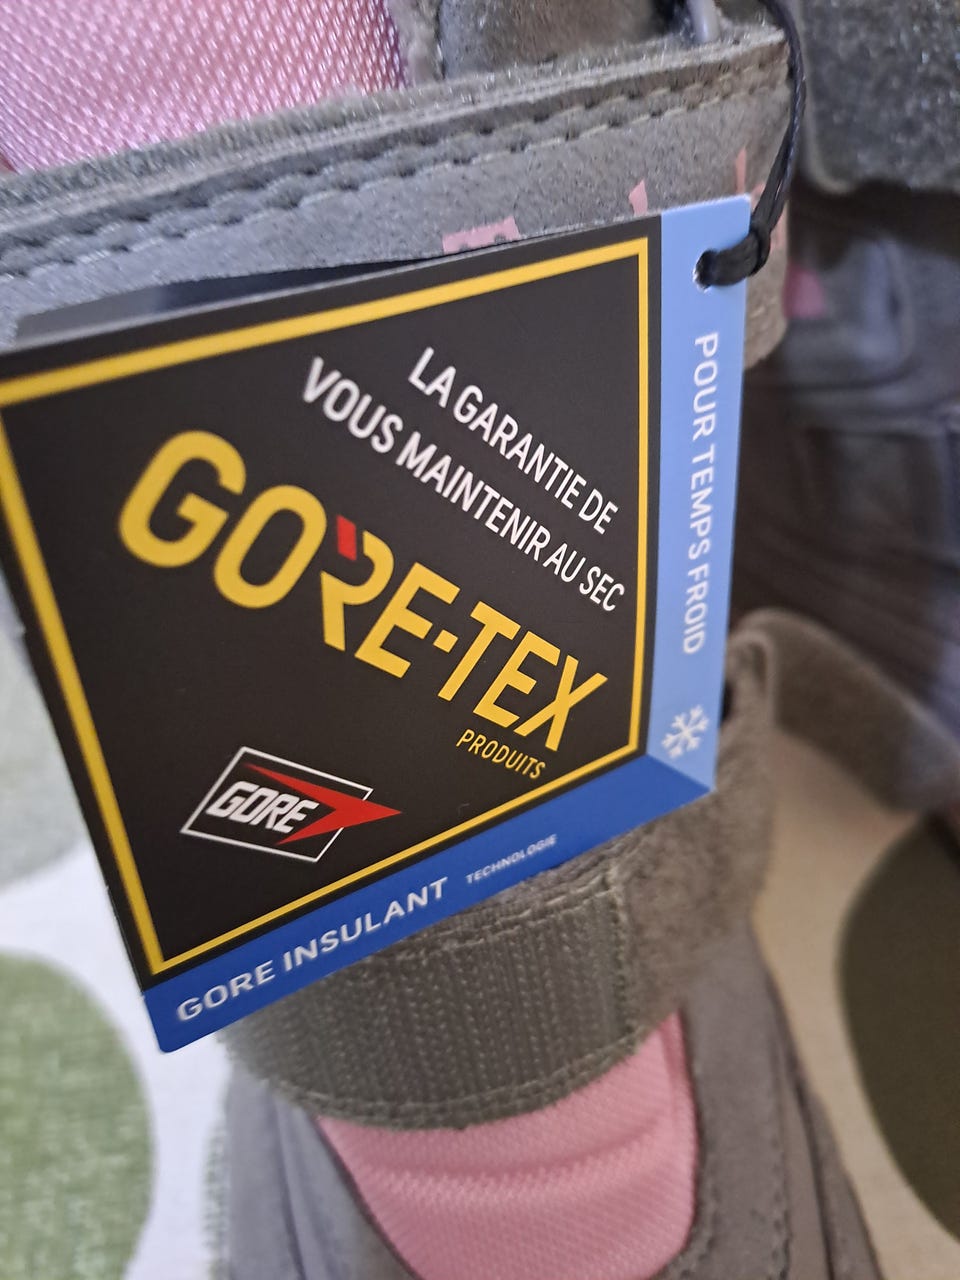 LA GARANTIE DE
VOUS MAINTENIR AU SEC
GORE-TEX
PRODUITS
GORE
GORE INSULANT TECHNOLOGIE
POUR TEMPS FROID